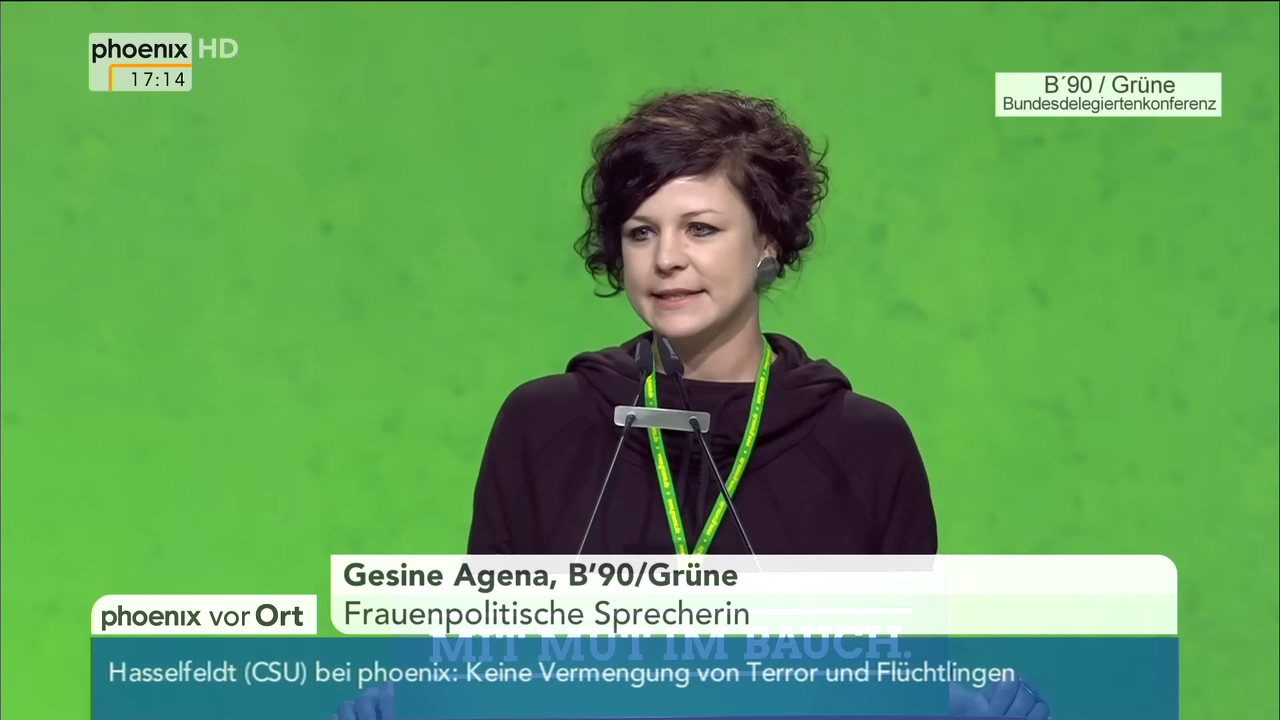 phoenix HD
17:14
B´90 / Grüne
Bundesdelegiertenkonferenz
Gesine Agena, B'90/Grüne
phoenix vor Ort
Frauenpolitische Sprecherin
MIT MUT IM BAUCH.
Hasselfeldt (CSU) bei phoenix: Keine Vermengung von Terror und Flüchtlingen